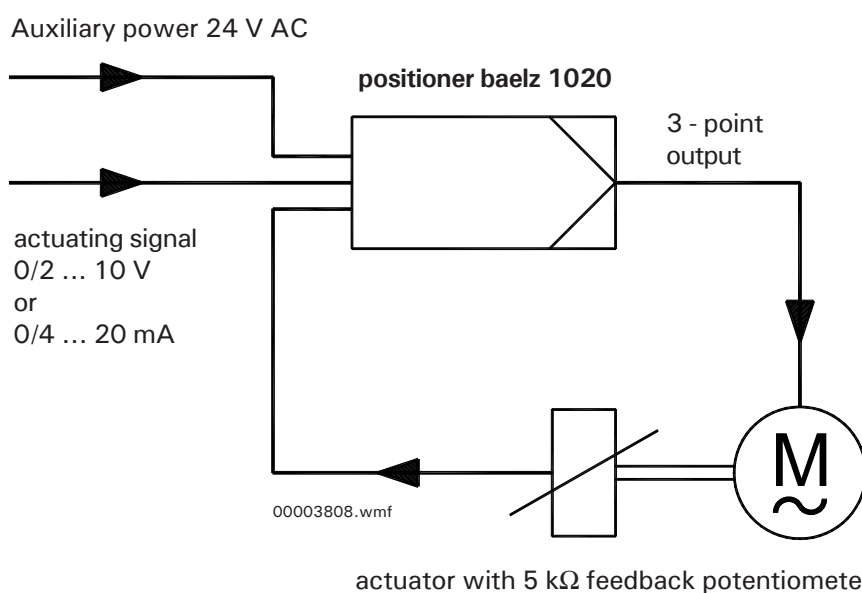 Auxiliary power 24 V AC
positioner baelz 1020
3 - point
output
actuating signal
0/2 … 10 V
or
0/4 … 20 mA
M
00003808.wmf
actuator with 5 kΩ feedback potentiomete